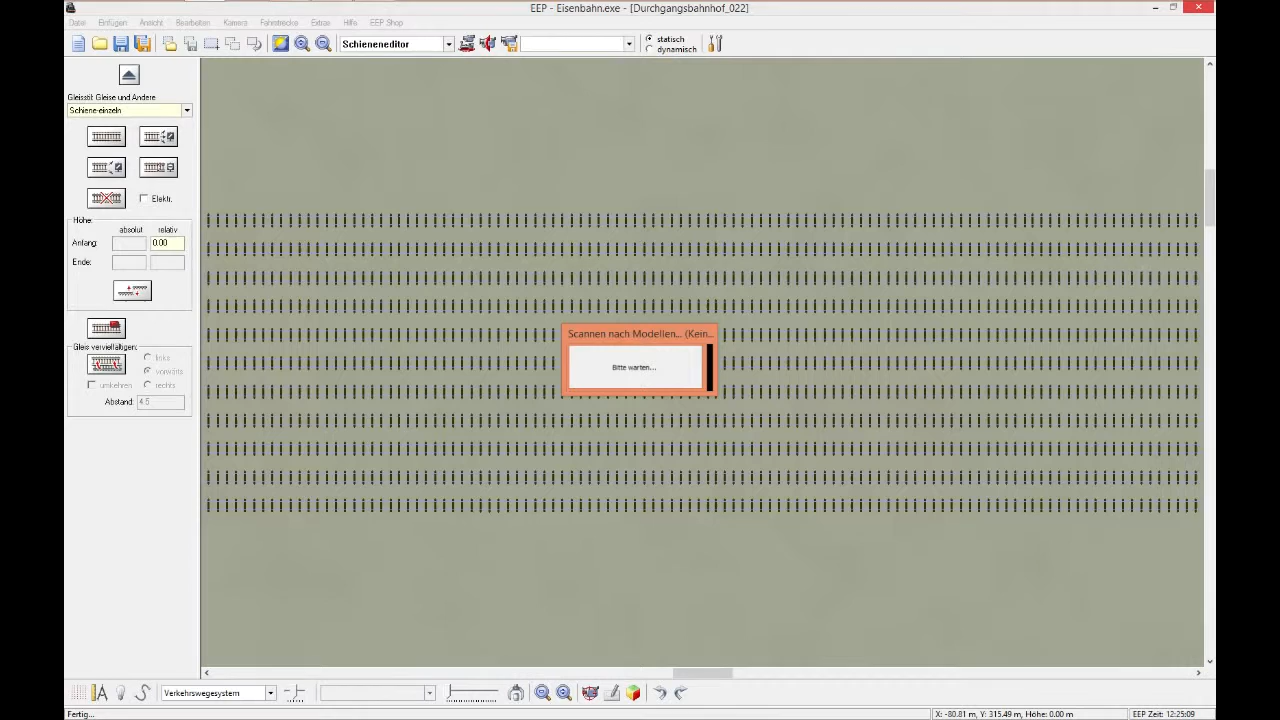 EEP - Eisenbahn.exe - [Durchgangsbahnhof_022]
Datei Einfügen Ansicht Bearbeiten Kamera Fahrstrecke Extras Hilfe EEP Shop
Schieneneditor
statisch
dynamisch
Gleisstil: Gleise und Andere
Schiene-einzeln
Elektr.
Höhe:
absolut relativ
Anfang: 0.00
Ende:
Gleis vervielfältigen:
links
vorwärts
umkehren rechts
Abstand: 4.5
Scannen nach Modellen... (Kein...
Bitte warten...
Verkehrswegesystem
Fertig...
X: -80.81 m, Y: 315.49 m, Höhe: 0.00 m
EEP Zeit: 12:25:09